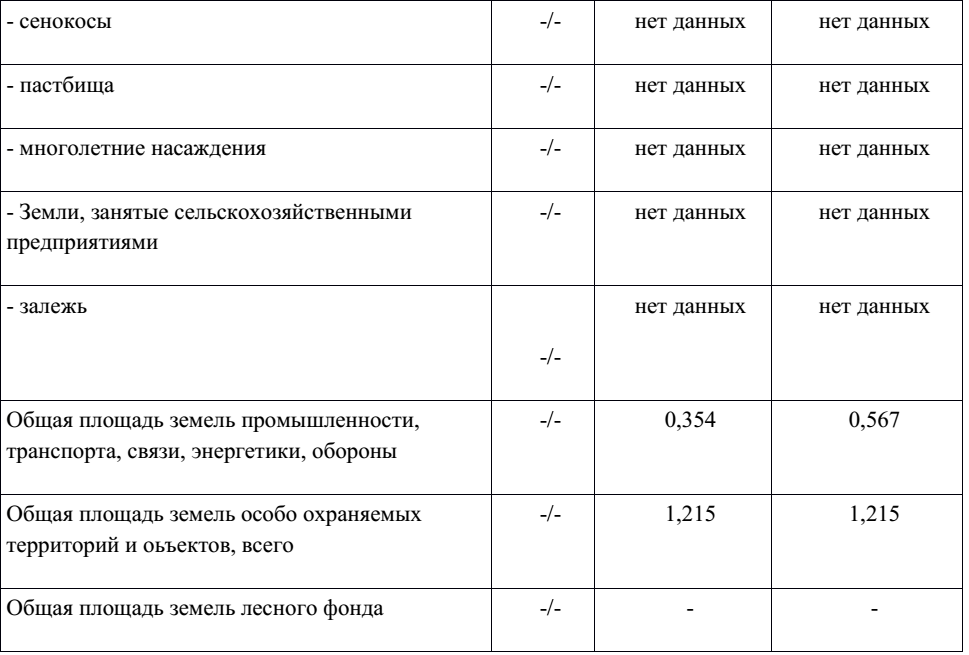 - сенокосы -/- нет данных нет данных
- пастбища -/- нет данных нет данных
- многолетние насаждения -/- нет данных нет данных
- Земли, занятые сельскохозяйственными -/- нет данных нет данных
предприятиями
- залежь нет данных нет данных
-/-
Общая площадь земель промышленности, -/- 0,354 0,567
транспорта, связи, энергетики, обороны
Общая площадь земель особо охраняемых -/- 1,215 1,215
территорий и оьъектов, всего
Общая площадь земель лесного фонда -/- - -